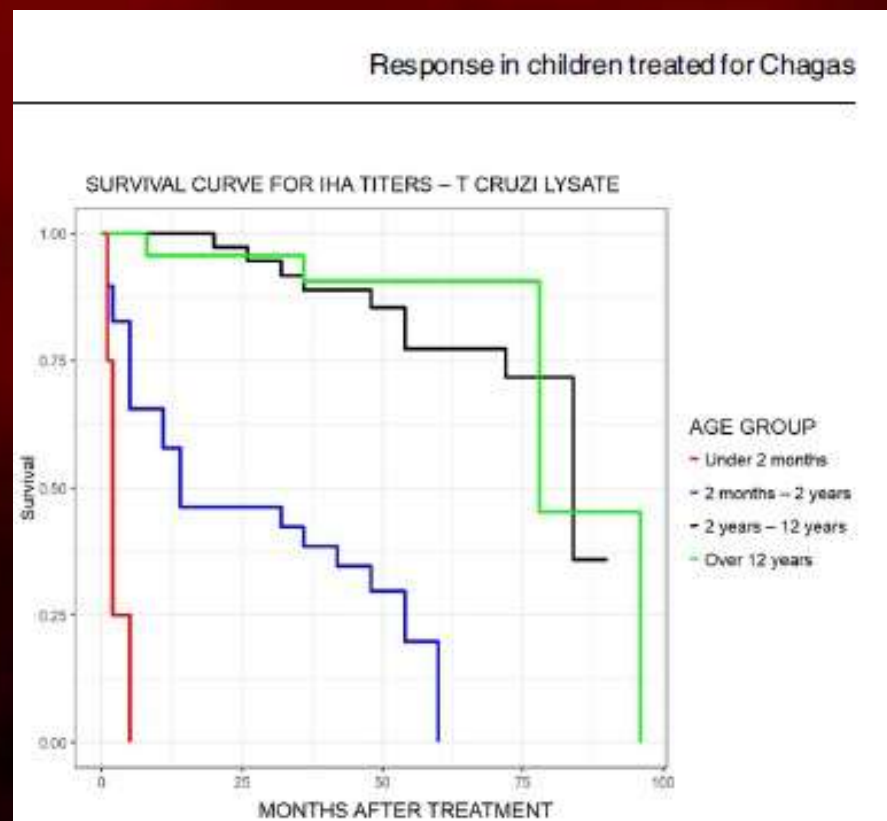 Response in children treated for Chagas
SURVIVAL CURVE FOR IHA TITERS – T CRUZI LYSATE
1.00
0.75
0.50
0.25
0.00
Survival
0
25
50
75
100
MONTHS AFTER TREATMENT
AGE GROUP
Under 2 months
2 months – 2 years
2 years – 12 years
Over 12 years